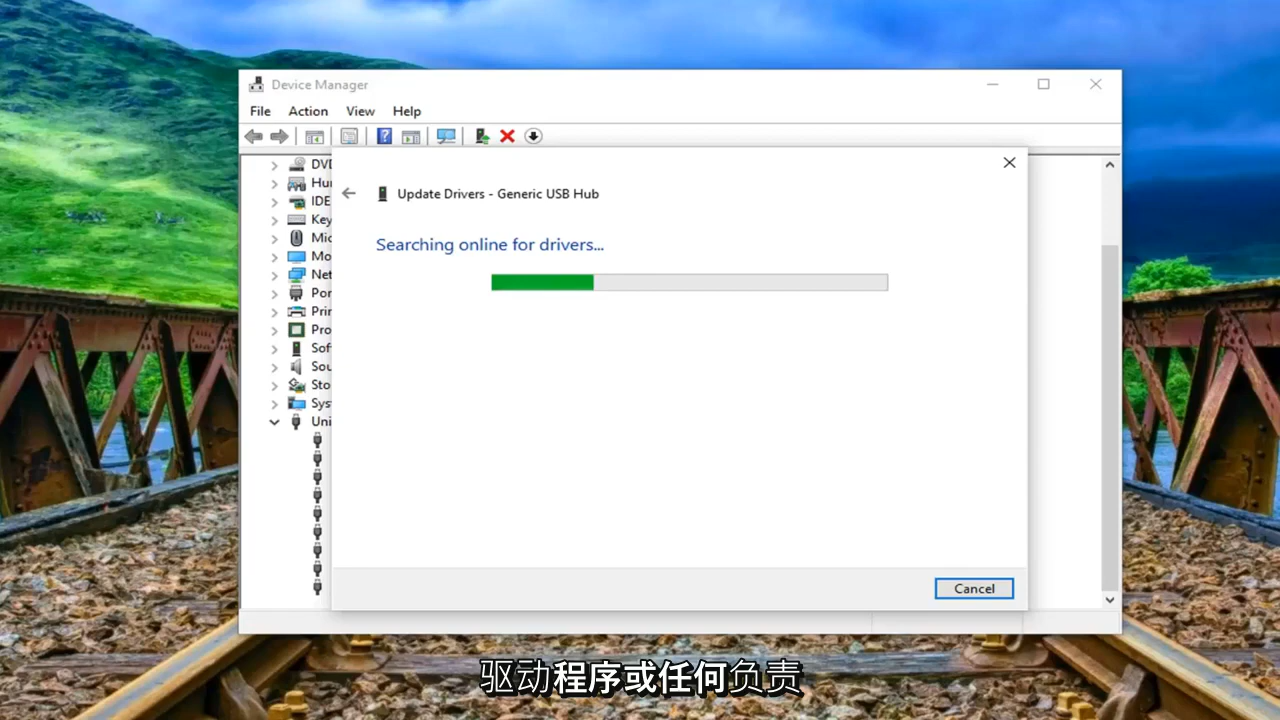 Device Manager
File Action View Help
Update Drivers - Generic USB Hub
Searching online for drivers...
DVD
Hu
IDE
Key
Mic
Mo
Net
Por
Prin
Pro
Sof
Sou
Sto
Sys
Uni
Cancel
驱动程序或任何负责